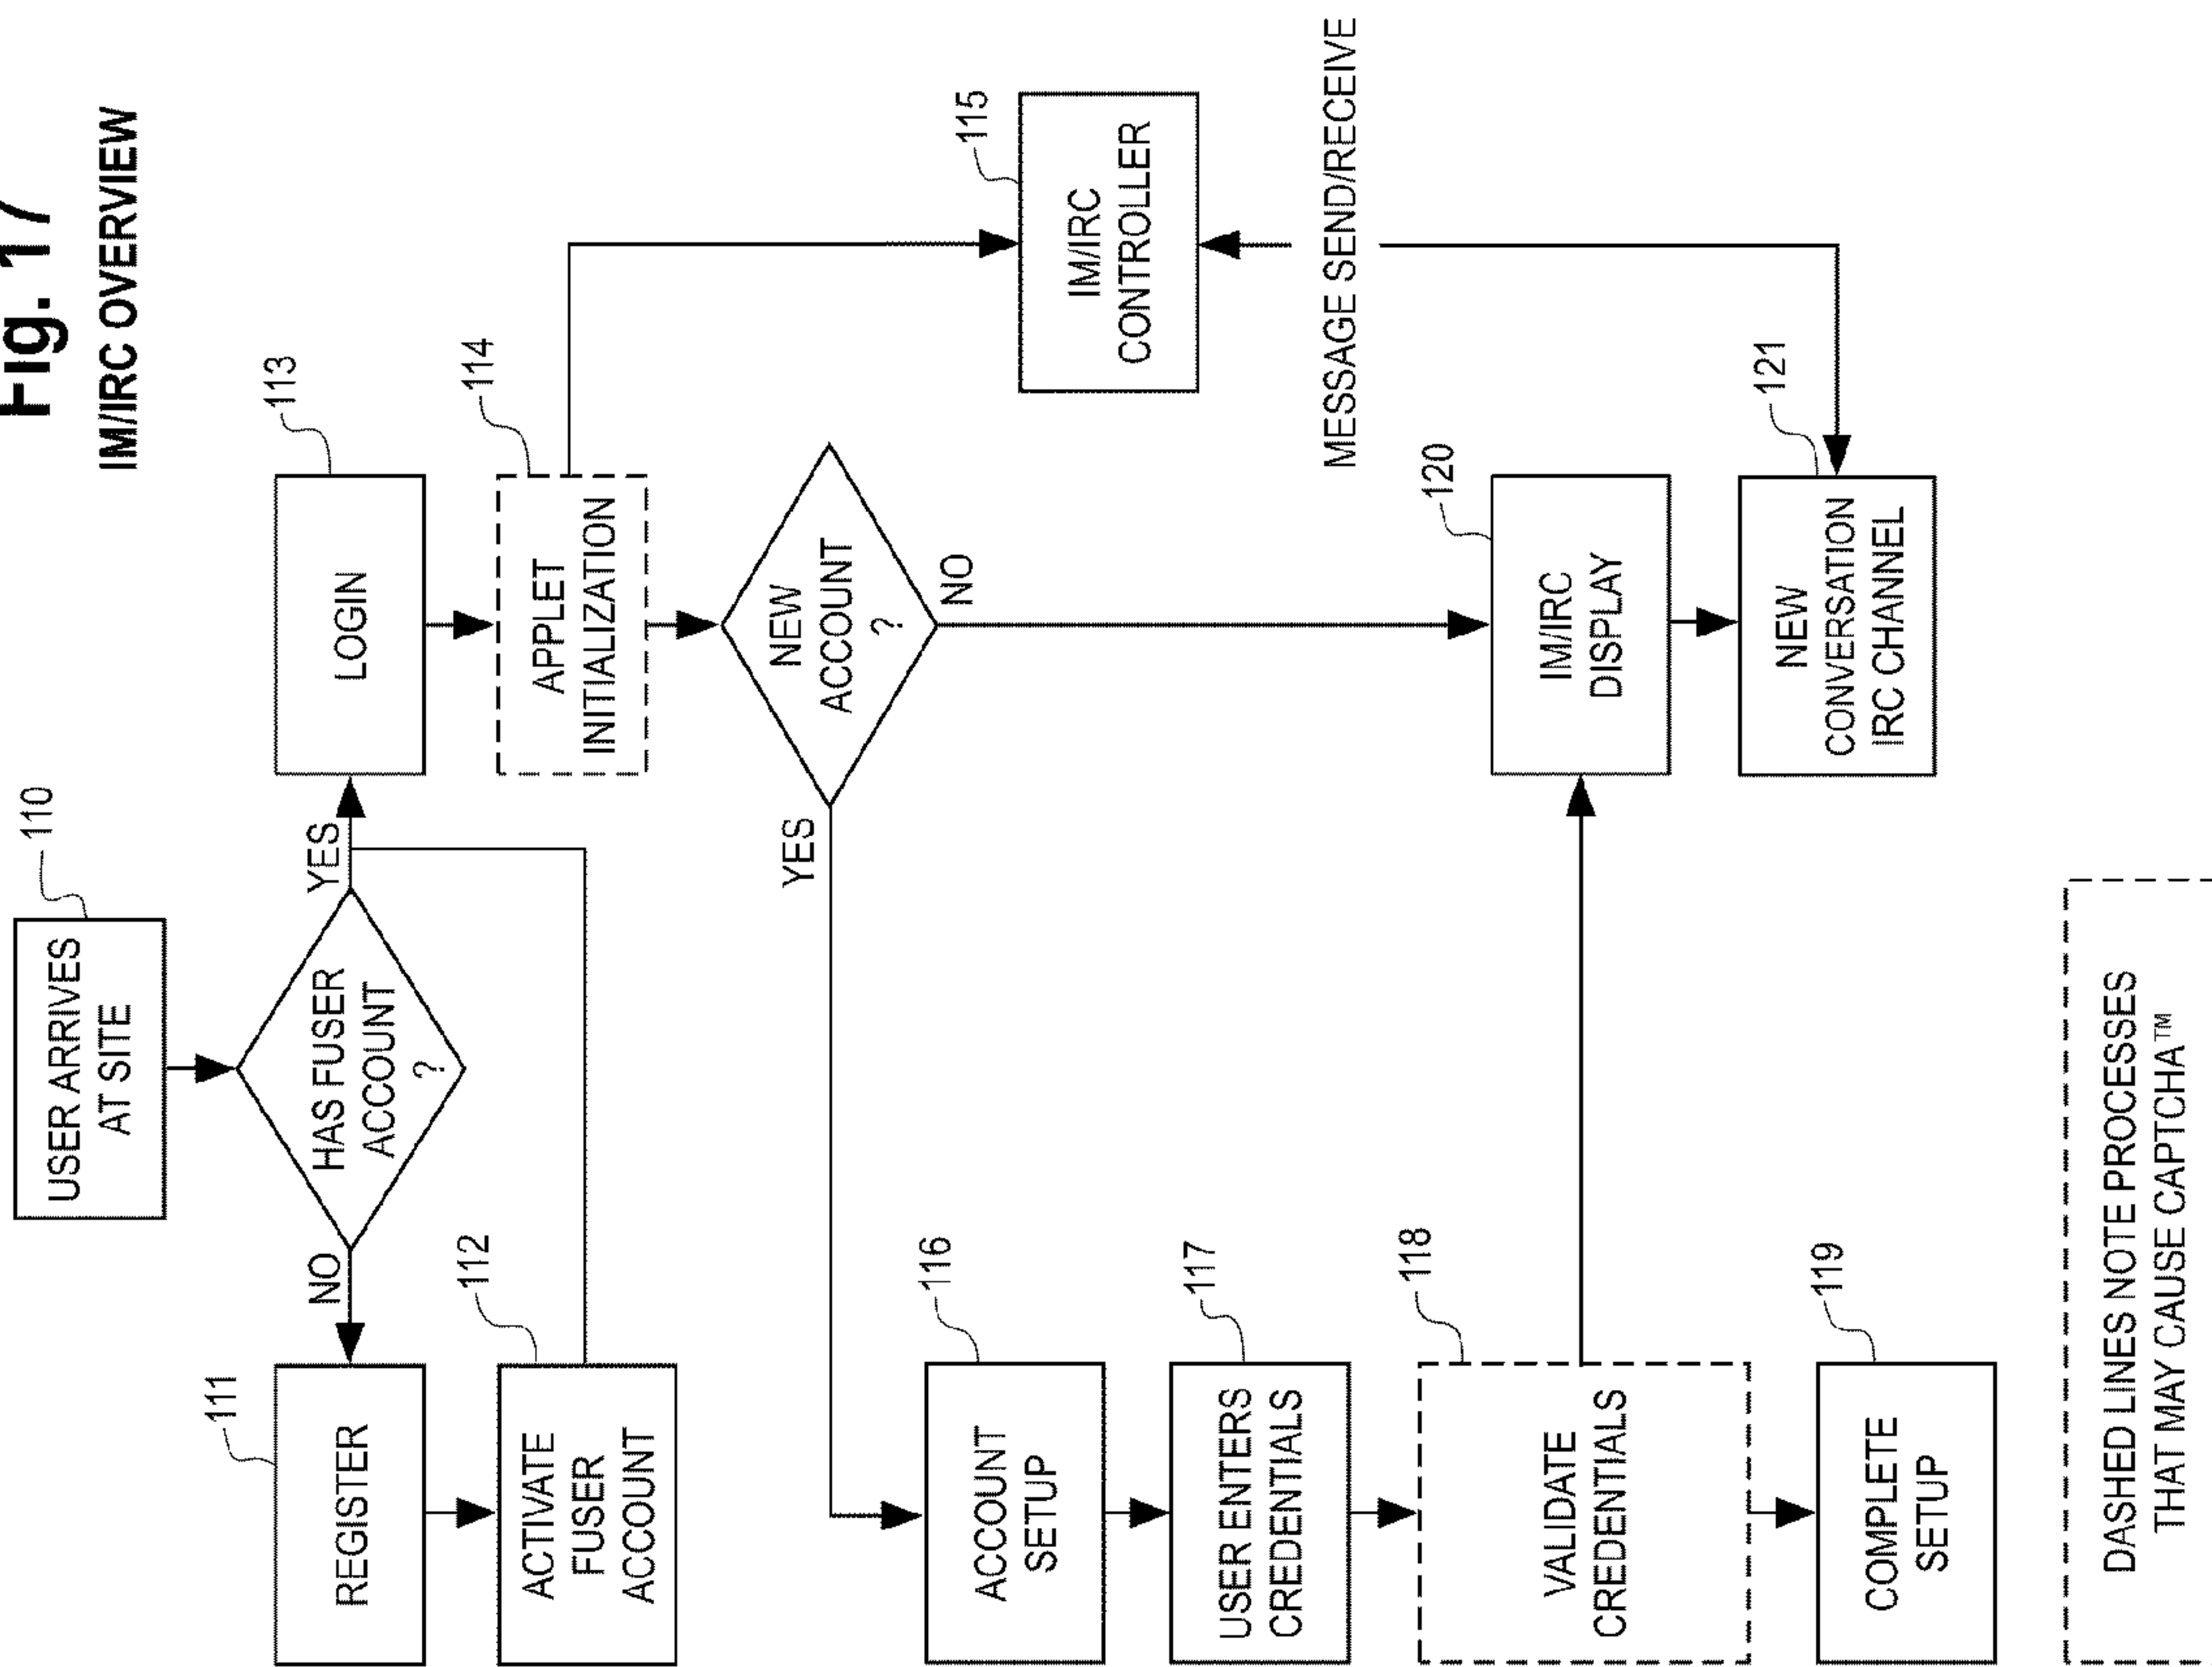 Fig. 17
IM/IRC OVERVIEW
110
USER ARRIVES
AT SITE
HAS FUSER
ACCOUNT
?
NO
YES
111
REGISTER
112
ACTIVATE
FUSER
ACCOUNT
113
LOGIN
114
APPLET
INITIALIZATION
NEW
ACCOUNT
?
YES
NO
115
IM/IRC
CONTROLLER
MESSAGE SEND/RECEIVE
116
ACCOUNT
SETUP
117
USER ENTERS
CREDENTIALS
118
VALIDATE
CREDENTIALS
119
COMPLETE
SETUP
120
IM/IRC
DISPLAY
121
NEW
CONVERSATION
IRC CHANNEL
DASHED LINES NOTE PROCESSES
THAT MAY CAUSE CAPTCHA™